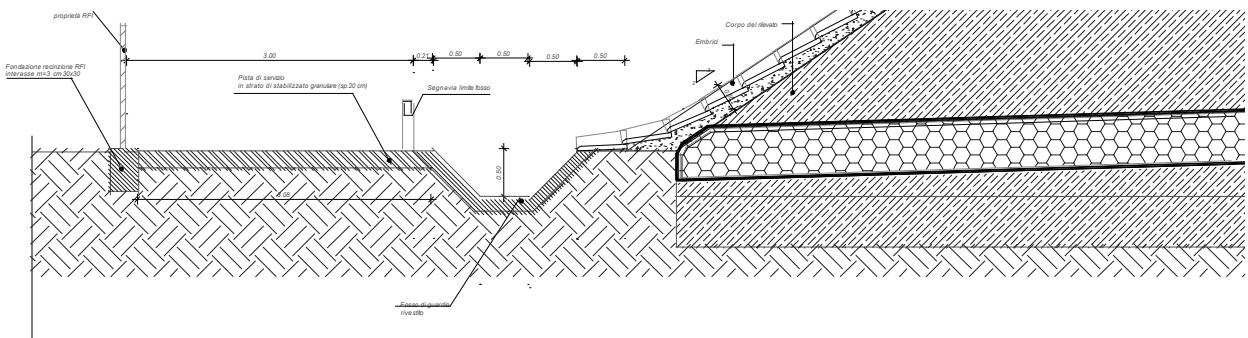 proprietà RFI
Corpo del rilevato
Embrici
3.00
0.21
0.50
0.50
0.50
0.50
Fondazione recinzione RFI
interasse m=3 cm 30x30
Pista di servizio
in strato di stabilizzato granulare (sp.20 cm)
Segnavia limite fosso
0.50
3.08
Fosso di guardia
rivestito